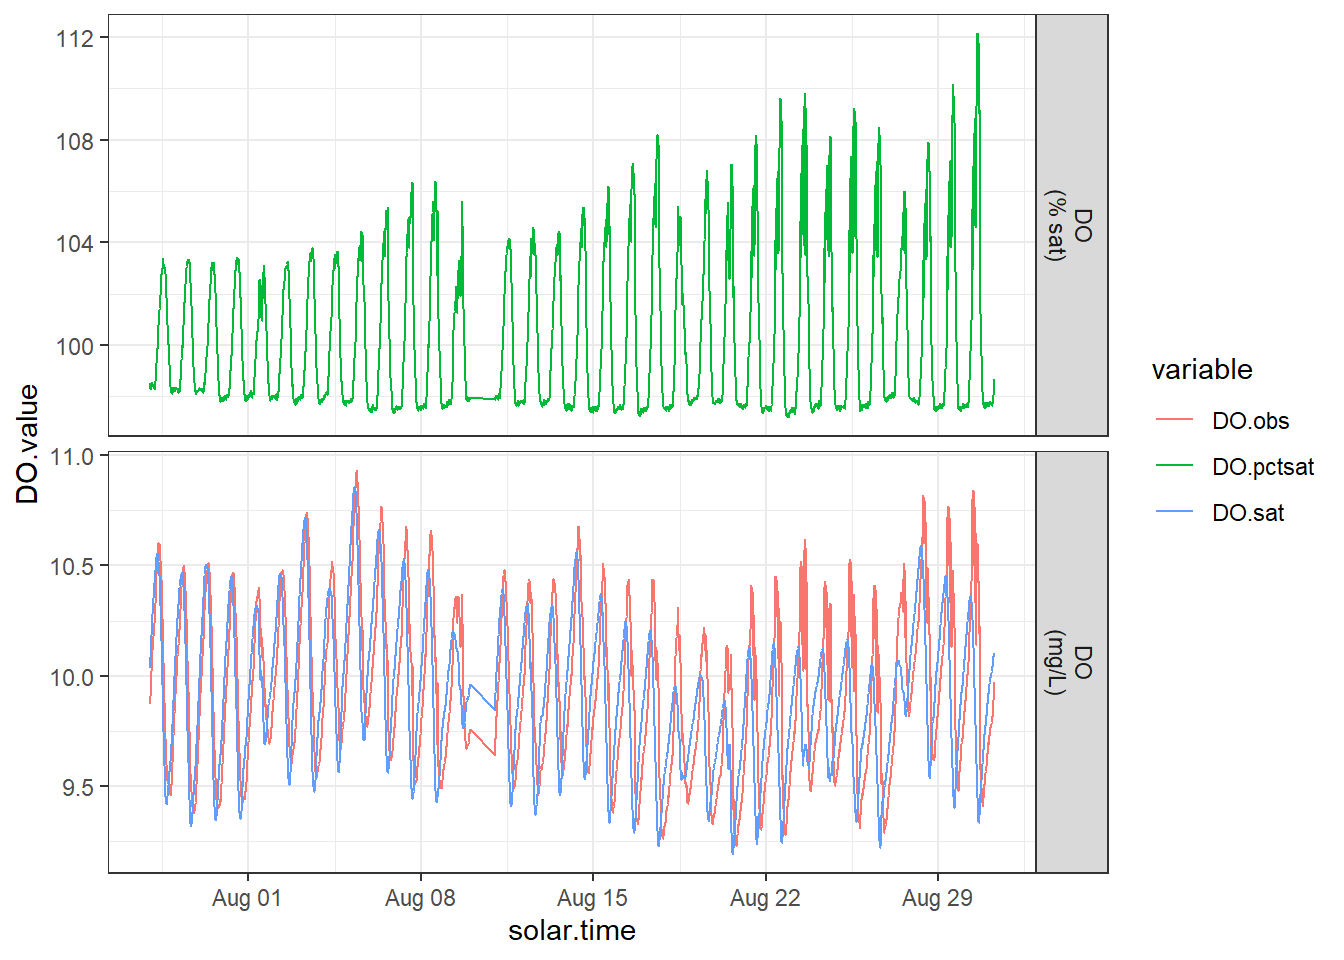 112
108
104
100
DO
(% sat)
DO.value
11.0
10.5
10.0
9.5
DO
(mg/L)
Aug 01
Aug 08
Aug 15
Aug 22
Aug 29
solar.time
variable
DO.obs
DO.pctsat
DO.sat